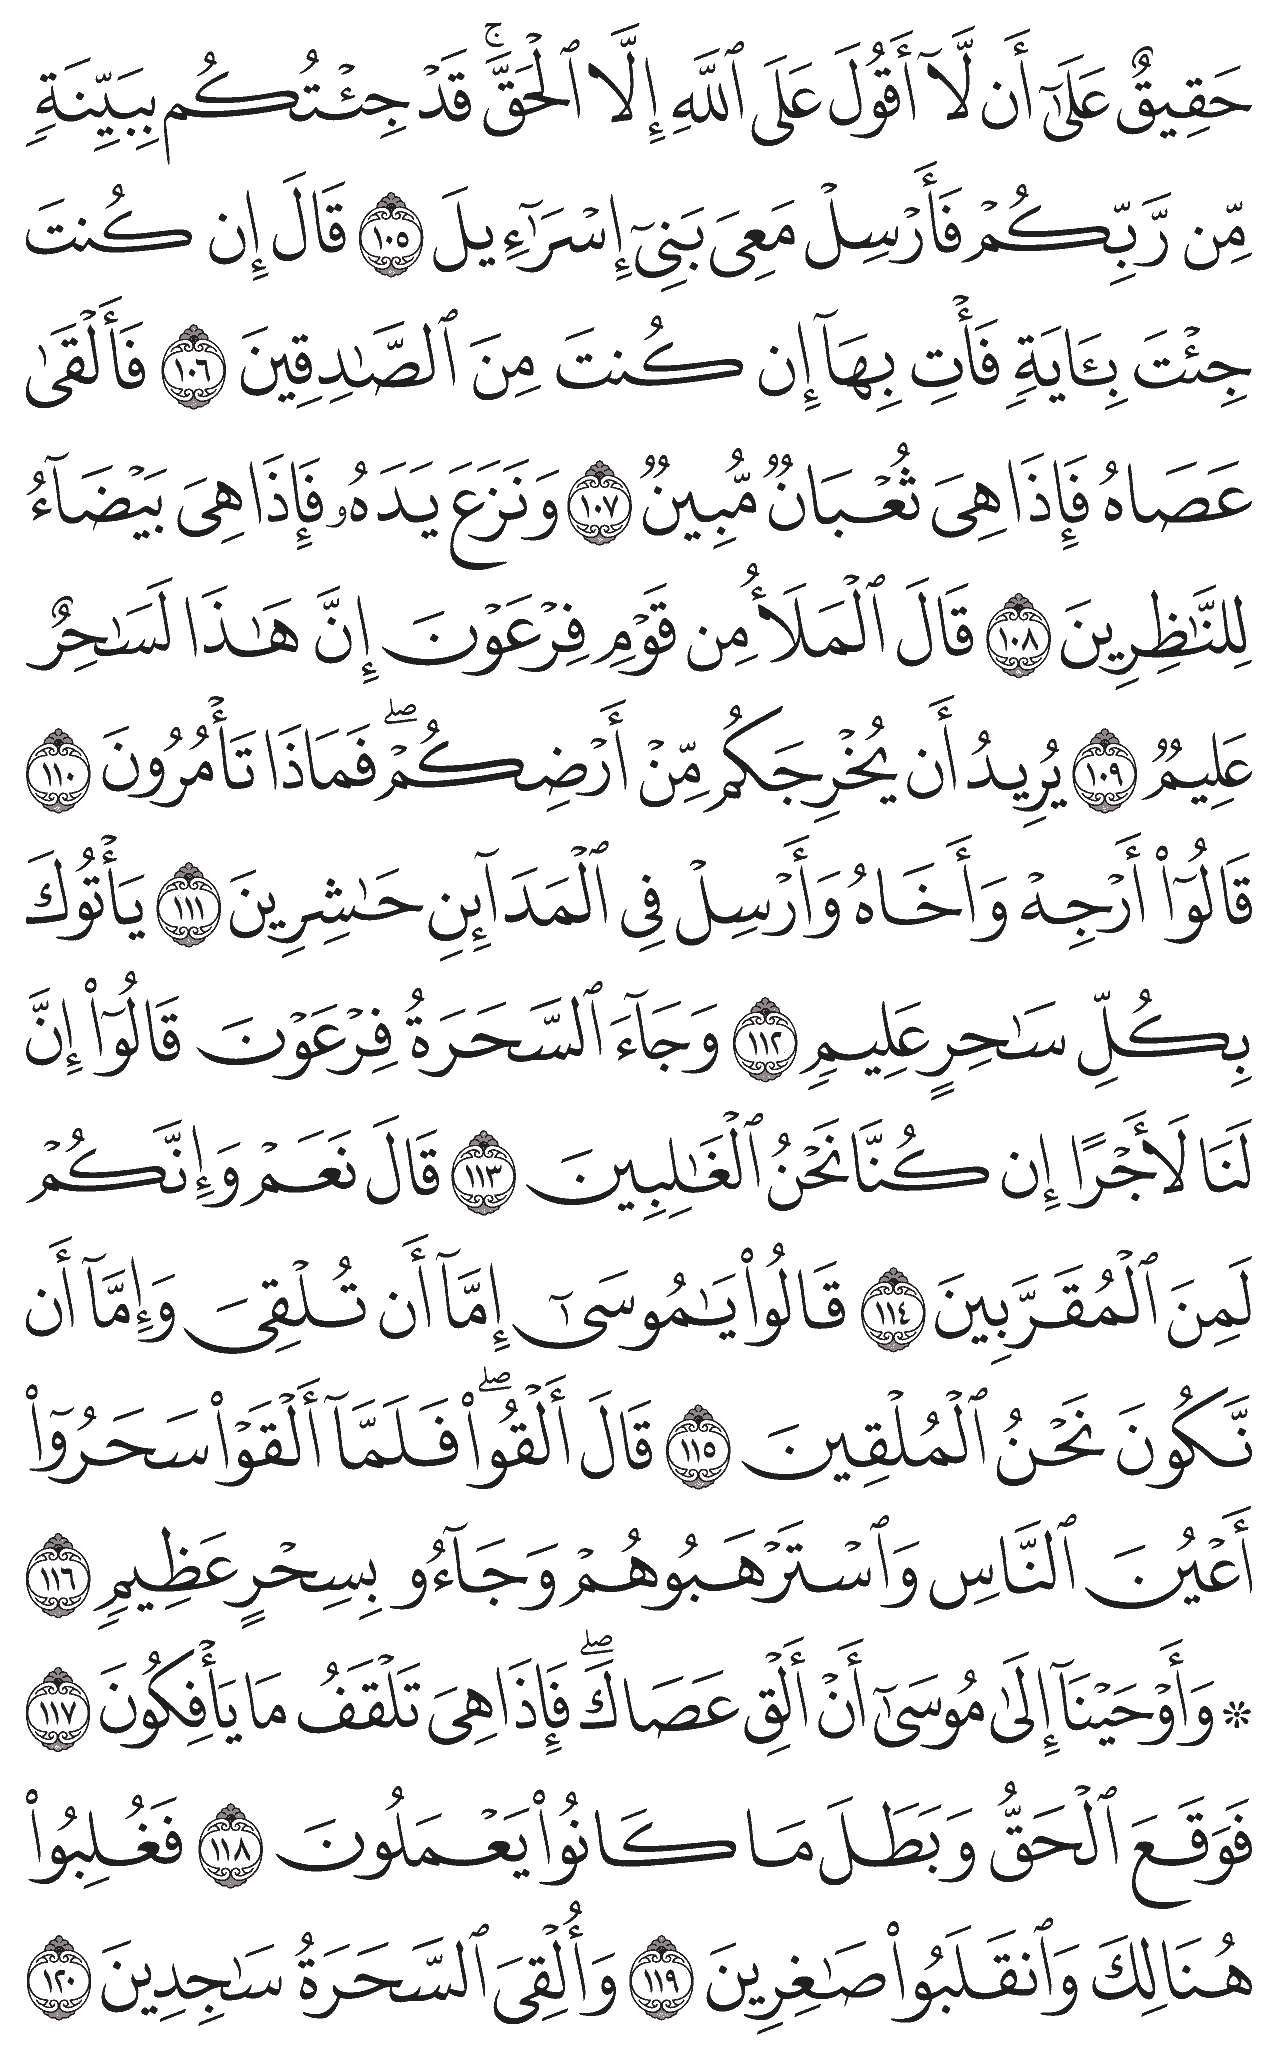 حَقِيقٌ عَلَىٰٓ أَن لَّآ أَقُولَ عَلَى ٱللَّهِ إِلَّا ٱلْحَقَّۚ قَدْ جِئْتُكُم بِبَيِّنَةٍ
مِّن رَّبِّكُمْ فَأَرْسِلْ مَعِىَ بَنِىٓ إِسْرَٰٓءِيلَ ١٠٥ قَالَ إِن كُنتَ
جِئْتَ بِـَٔايَةٍ فَأْتِ بِهَآ إِن كُنتَ مِنَ ٱلصَّٰدِقِينَ ١٠٦ فَأَلْقَىٰ
عَصَاهُ فَإِذَا هِىَ ثُعْبَانٌ مُّبِينٌ ١٠٧ وَنَزَعَ يَدَهُۥ فَإِذَا هِىَ بَيْضَآءُ
لِلنَّٰظِرِينَ ١٠٨ قَالَ ٱلْمَلَأُ مِن قَوْمِ فِرْعَوْنَ إِنَّ هَٰذَا لَسَٰحِرٌ
عَلِيمٌ ١٠٩ يُرِيدُ أَن يُخْرِجَكُم مِّنْ أَرْضِكُمْۖ فَمَاذَا تَأْمُرُونَ ١١٠
قَالُوٓا۟ أَرْجِهْ وَأَخَاهُ وَأَرْسِلْ فِى ٱلْمَدَآئِنِ حَٰشِرِينَ ١١١ يَأْتُوكَ
بِكُلِّ سَٰحِرٍ عَلِيمٍ ١١٢ وَجَآءَ ٱلسَّحَرَةُ فِرْعَوْنَ قَالُوٓا۟ إِنَّ
لَنَا لَأَجْرًا إِن كُنَّا نَحْنُ ٱلْغَٰلِبِينَ ١١٣ قَالَ نَعَمْ وَإِنَّكُمْ
لَمِنَ ٱلْمُقَرَّبِينَ ١١٤ قَالُوا۟ يَٰمُوسَىٰٓ إِمَّآ أَن تُلْقِىَ وَإِمَّآ أَن
نَّكُونَ نَحْنُ ٱلْمُلْقِينَ ١١٥ قَالَ أَلْقُوا۟ۖ فَلَمَّآ أَلْقَوْا۟ سَحَرُوٓا۟
أَعْيُنَ ٱلنَّاسِ وَٱسْتَرْهَبُوهُمْ وَجَآءُو بِسِحْرٍ عَظِيمٍ ١١٦
۞ وَأَوْحَيْنَآ إِلَىٰ مُوسَىٰٓ أَنْ أَلْقِ عَصَاكَۖ فَإِذَا هِىَ تَلْقَفُ مَا يَأْفِكُونَ ١١٧
فَوَقَعَ ٱلْحَقُّ وَبَطَلَ مَا كَانُوا۟ يَعْمَلُونَ ١١٨ فَغُلِبُوا۟
هُنَالِكَ وَٱنقَلَبُوا۟ صَٰغِرِينَ ١١٩ وَأُلْقِىَ ٱلسَّحَرَةُ سَٰجِدِينَ ١٢٠